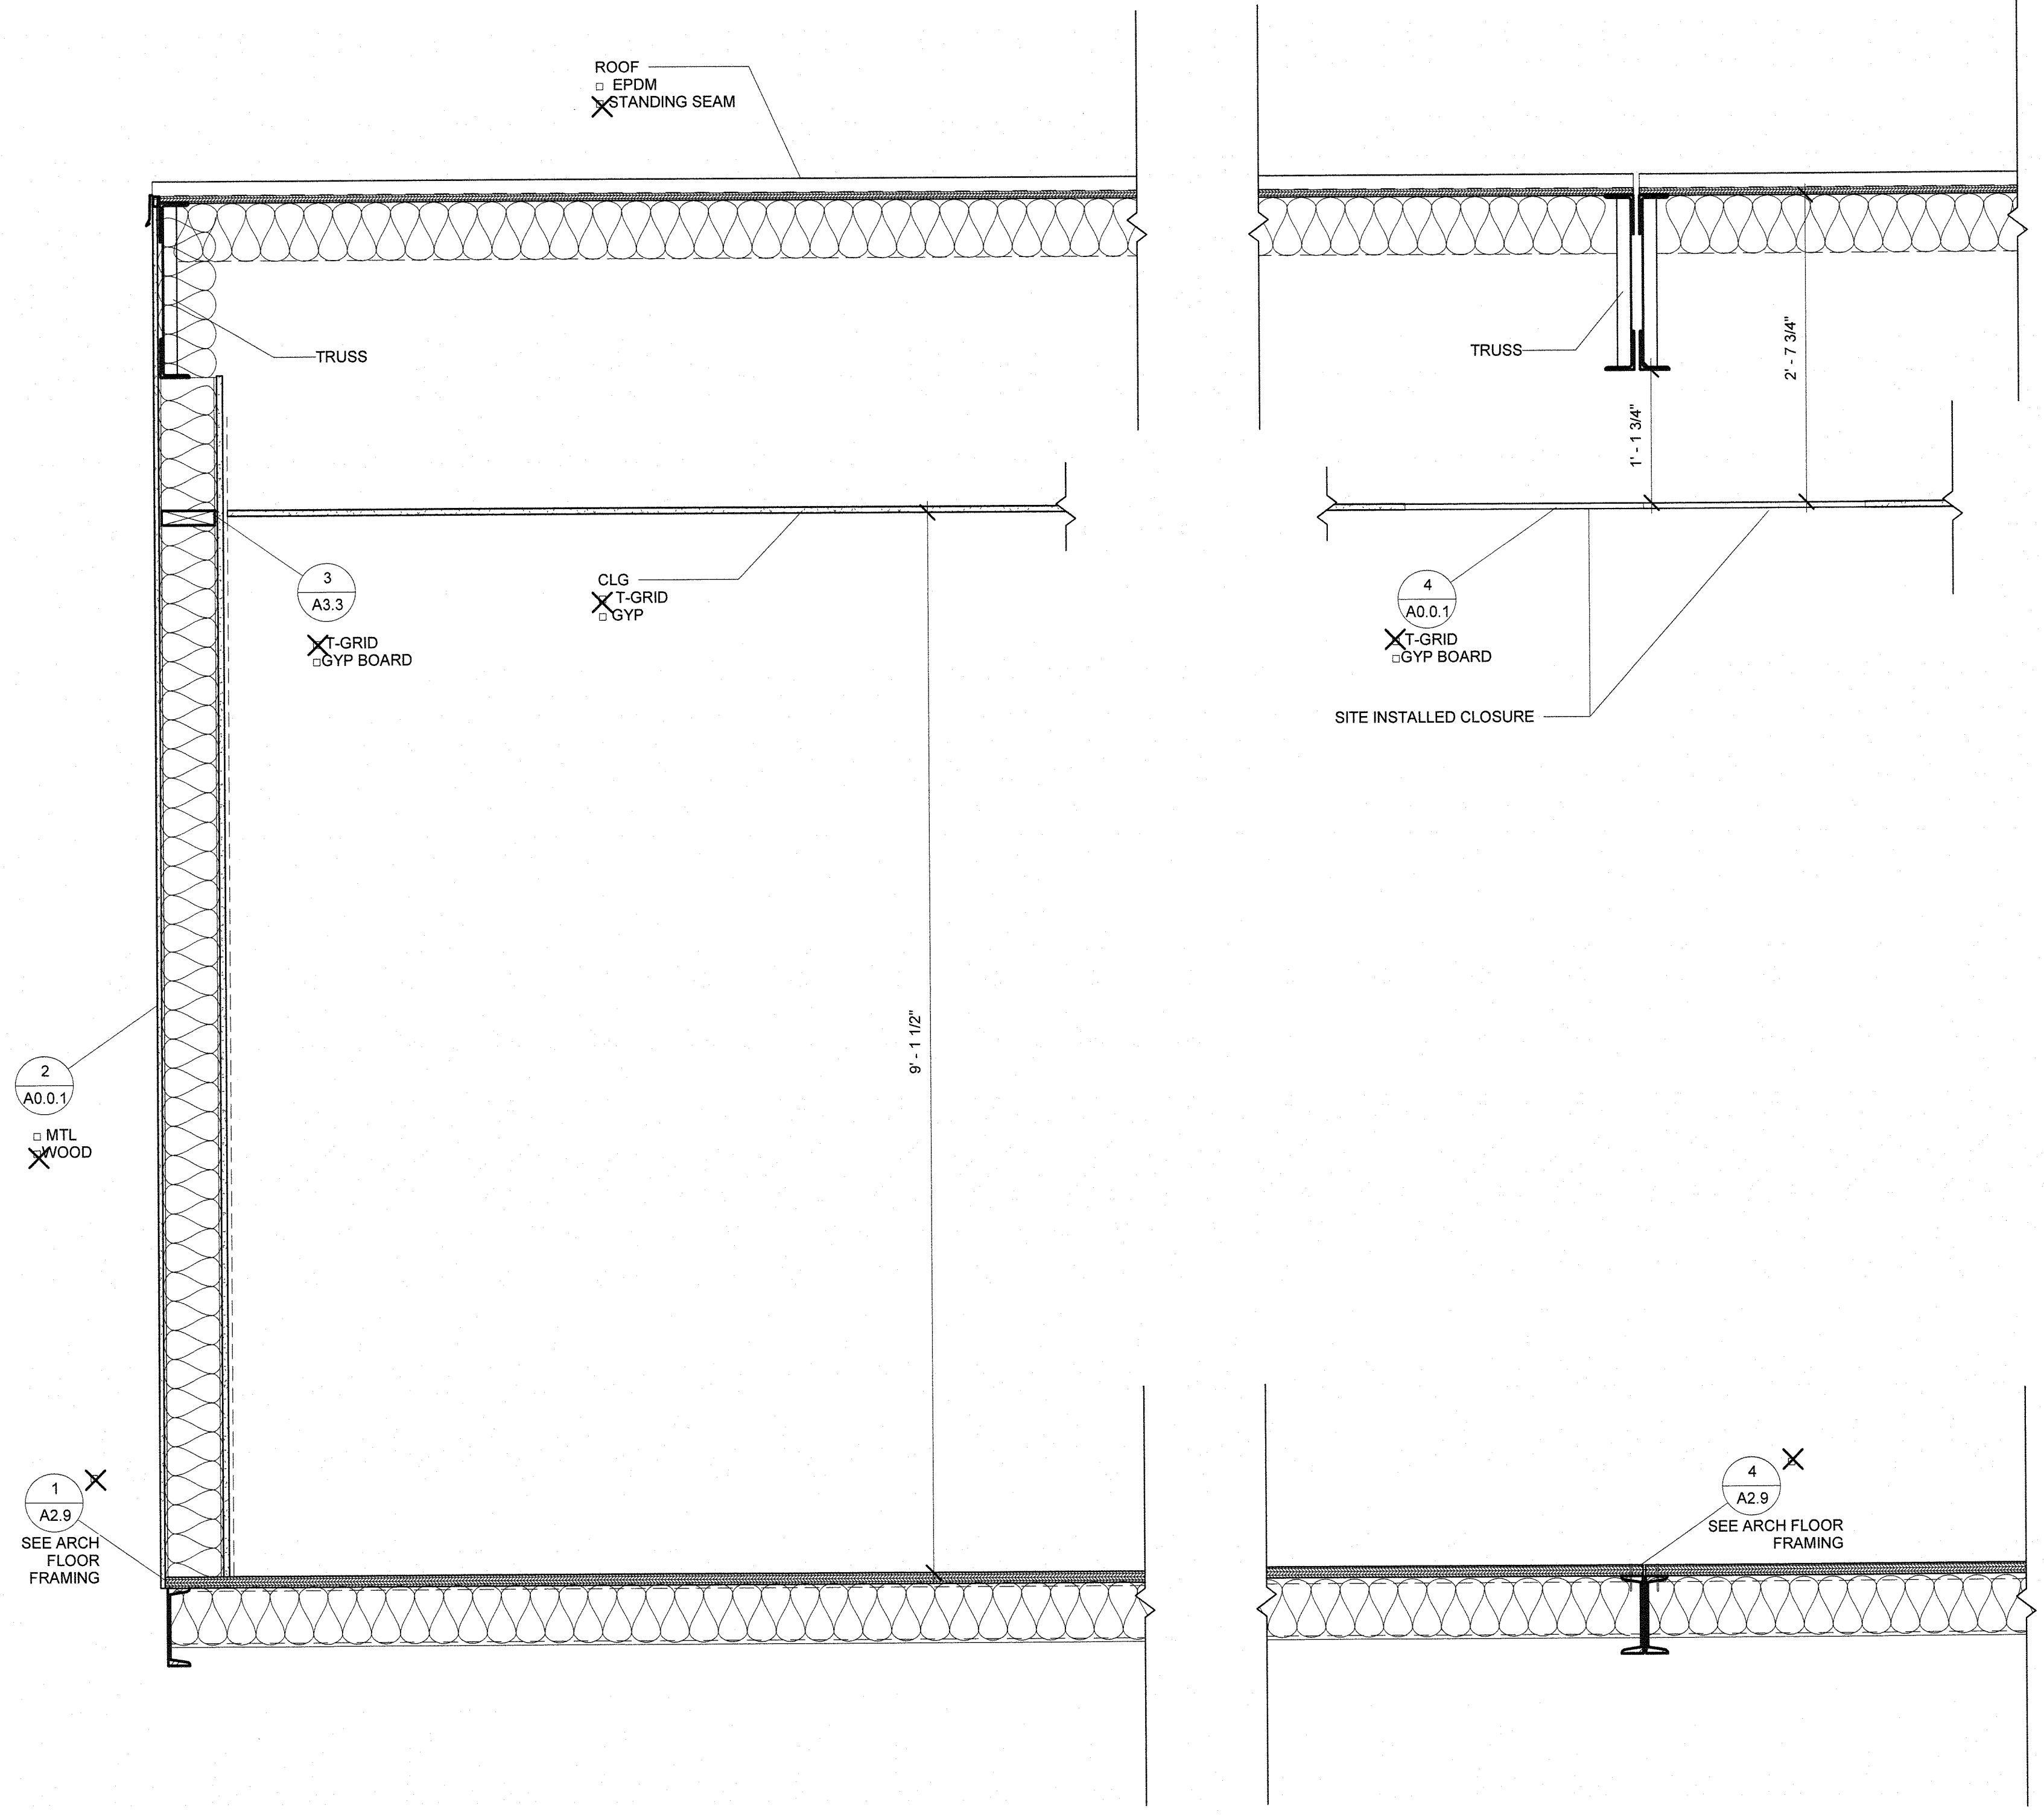 ROOF
□ EPDM
□ STANDING SEAM
TRUSS
TRUSS
2' - 7 3/4"
1' - 1 3/4"
3
A3.3
□ T-GRID
□ GYP BOARD
CLG
□ T-GRID
□ GYP
4
A0.0.1
□ T-GRID
□ GYP BOARD
SITE INSTALLED CLOSURE
9' - 1 1/2"
2
A0.0.1
□ MTL
□ WOOD
1
A2.9
SEE ARCH
FLOOR
FRAMING
4
A2.9
SEE ARCH FLOOR
FRAMING